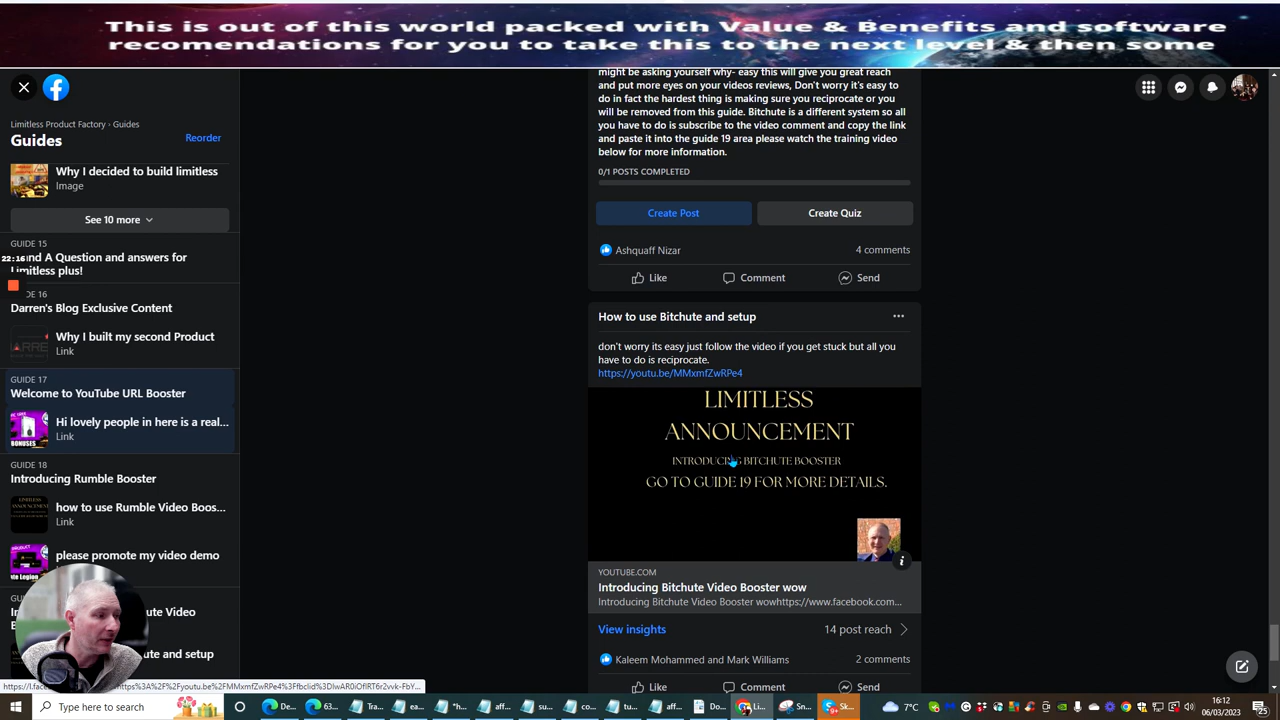 This is out of this world packed with Value & Benefits and software
recomendations for you to take this to the next level & then some
Limitless Product Factory › Guides
Guides
Reorder
Why I decided to build limitless
Image
See 10 more
GUIDE 15
nd A Question and answers for
Limitless plus!
22:16
DE 16
Darren's Blog Exclusive Content
Why I built my second Product
Link
GUIDE 17
Welcome to YouTube URL Booster
Hi lovely people in here is a real...
Link
BONUSES
GUIDE 18
Introducing Rumble Booster
how to use Rumble Video Boos...
Link
please promote my video demo
GUID
ute Video
ute and setup
might be asking yourself why- easy this will give you great reach
and put more eyes on your videos reviews, Don't worry it's easy to
do in fact the hardest thing is making sure you reciprocate or you
will be removed from this guide. Bitchute is a different system so all
you have to do is subscribe to the video comment and copy the link
and paste it into the guide 19 area please watch the training video
below for more information.
0/1 POSTS COMPLETED
Create Post
Create Quiz
Ashquaff Nizar
4 comments
Like
Comment
Send
How to use Bitchute and setup
don't worry its easy just follow the video if you get stuck but all you
have to do is reciprocate.
https://youtu.be/MMxmfZwRPe4
LIMITLESS
ANNOUNCEMENT
INTRODUCING BITCHUTE BOOSTER
GO TO GUIDE 19 FOR MORE DETAILS.
YOUTUBE.COM
Introducing Bitchute Video Booster wow
Introducing Bitchute Video Booster wowhttps://www.facebook.com...
View insights
14 post reach
Kaleem Mohammed and Mark Williams
2 comments
Like
Comment
Send
Type here to search
7°C
16:12
06/03/2023